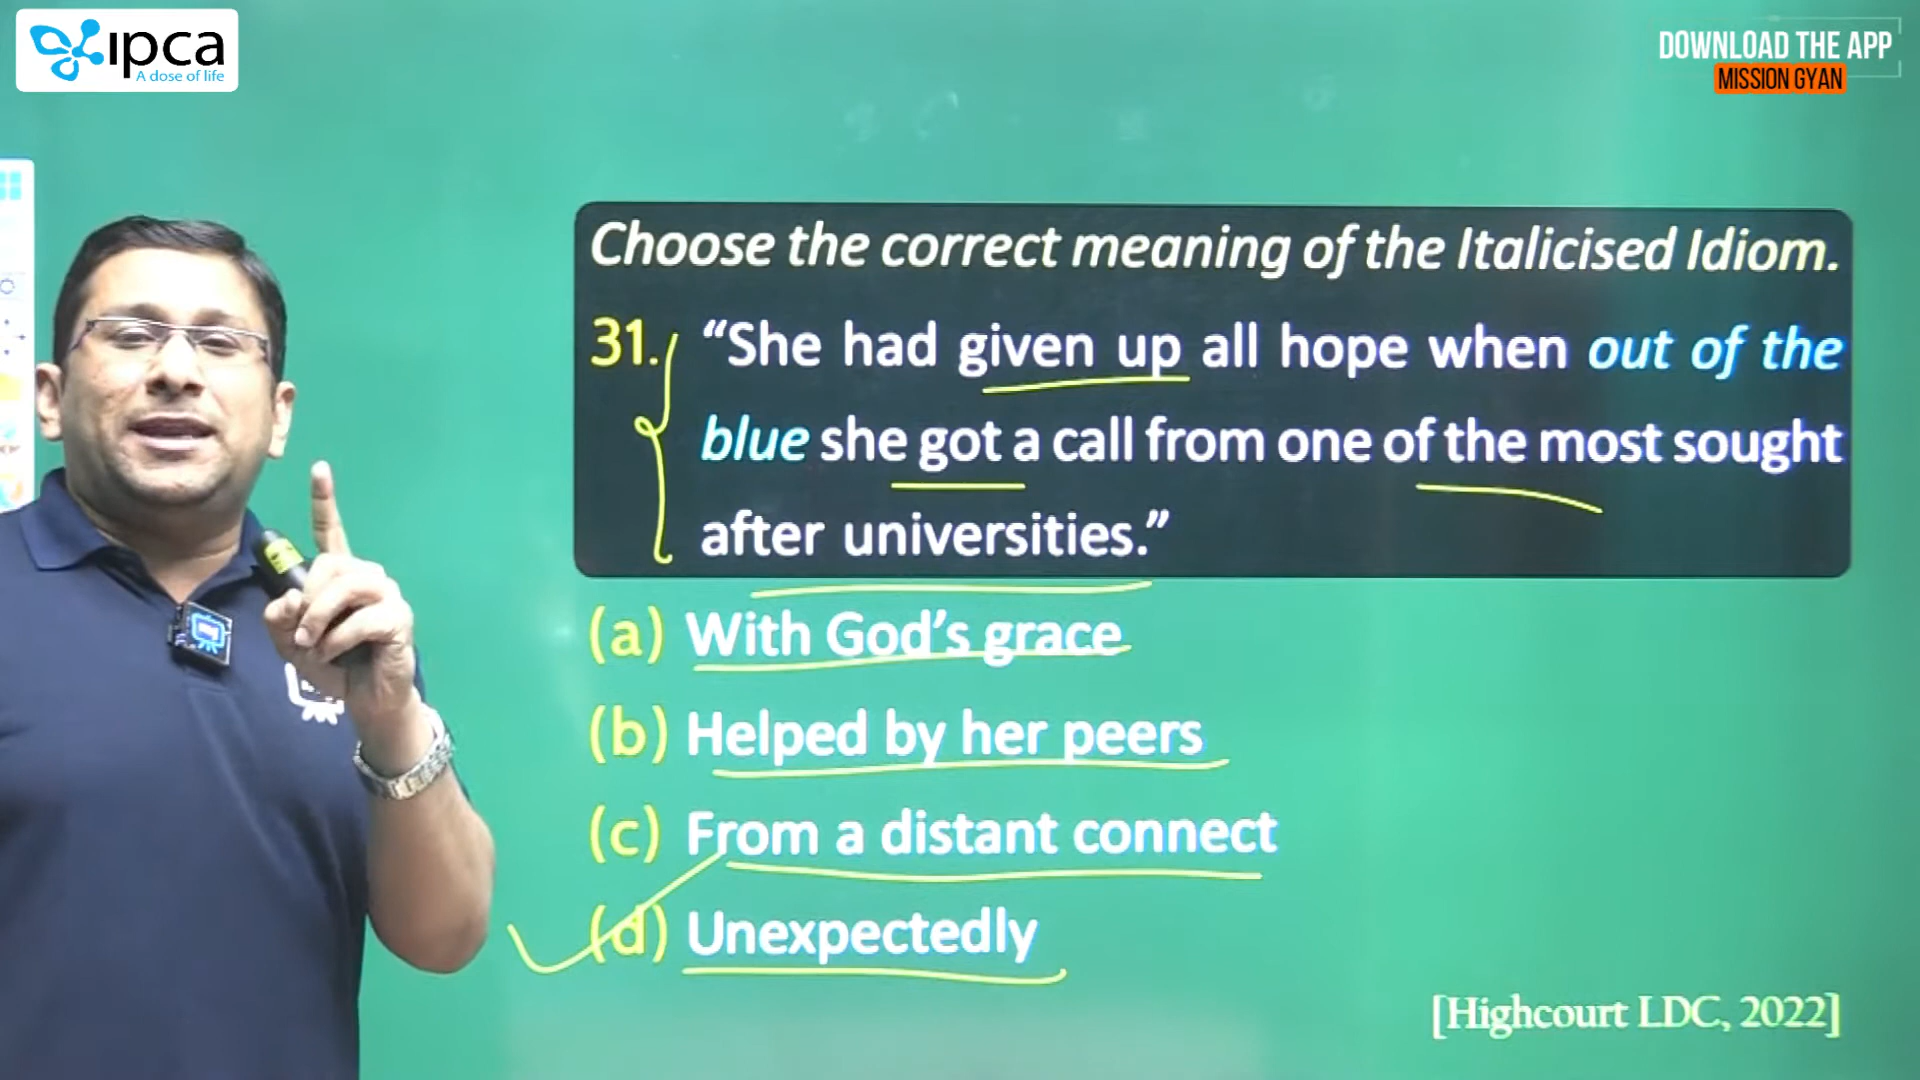 ipca
A dose of life
DOWNLOAD THE APP
MISSION GYAN
Choose the correct meaning of the Italicised Idiom.
31. “She had given up all hope when out of the
blue she got a call from one of the most sought
after universities.”
(a) With God’s grace
(b) Helped by her peers
(c) From a distant connect
(d) Unexpectedly
[Highcourt LDC, 2022]